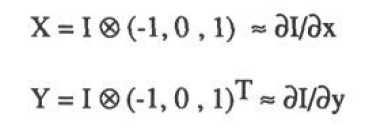 X = I ⊗ (-1, 0 , 1) ≈ ∂I/∂x
Y = I ⊗ (-1, 0 , 1)ᵀ ≈ ∂I/∂y